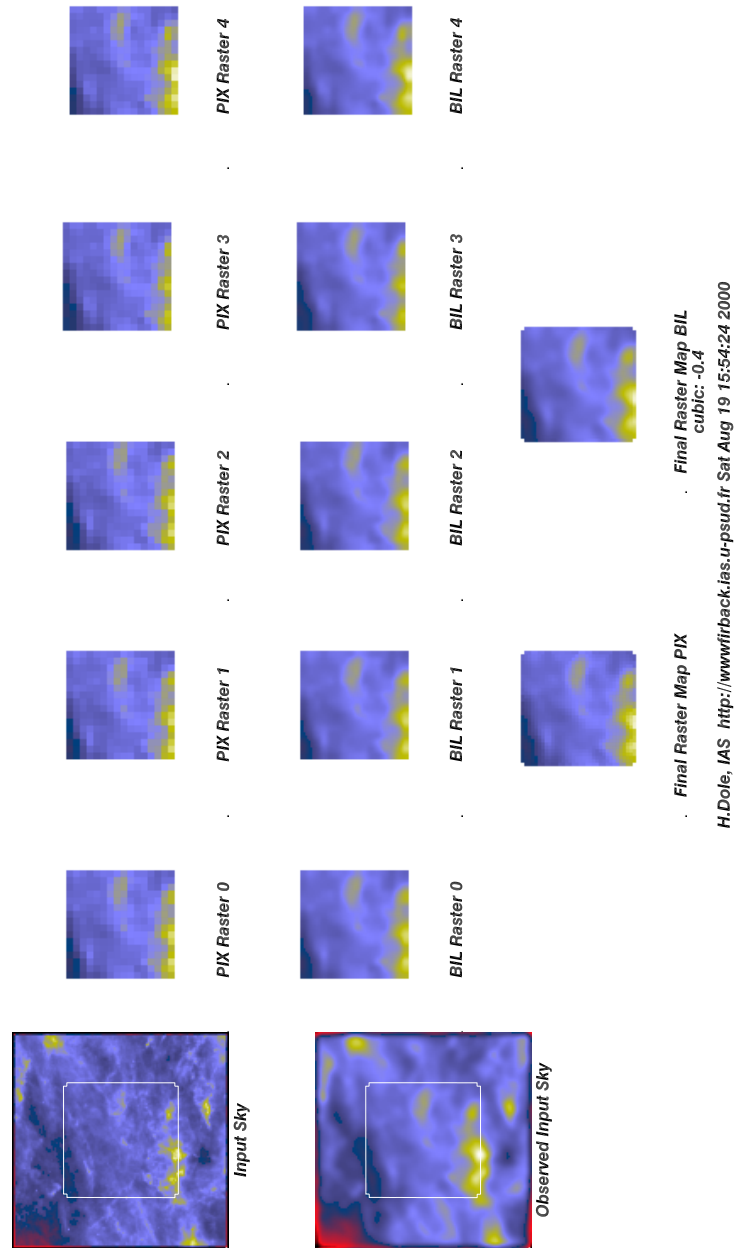 Input Sky
PIX Raster 0
PIX Raster 1
PIX Raster 2
PIX Raster 3
PIX Raster 4
Observed Input Sky
BIL Raster 0
BIL Raster 1
BIL Raster 2
BIL Raster 3
BIL Raster 4
Final Raster Map PIX
Final Raster Map BIL
cubic: -0.4
H.Dole, IAS http://wwwfirback.ias.u-psud.fr Sat Aug 19 15:54:24 2000